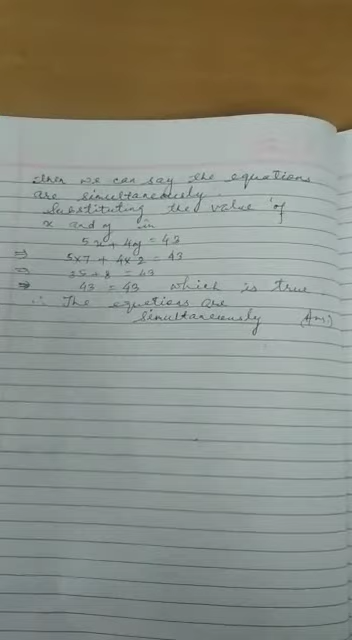 then we can say the equations
are simultaneously.
Substituting the value of
x and y in
5x + 4y = 43
⇒ 5×7 + 4×2 = 43
⇒ 35 + 8 = 43
⇒ 43 = 43 which is true
∴ The equations are
simultaneously (Ans)